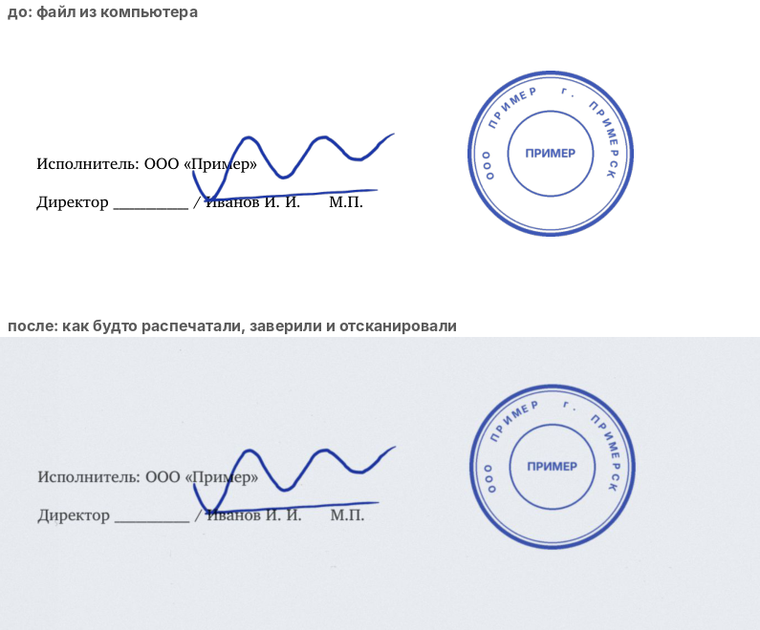 до: файл из компьютера
ООО ПРИМЕР г. ПРИМЕРСК
ПРИМЕР
Исполнитель: ООО «Пример»
Директор _________ / Иванов И. И. М.П.
после: как будто распечатали, заверили и отсканировали
ООО ПРИМЕР г. ПРИМЕРСК
ПРИМЕР
Исполнитель: ООО «Пример»
Директор _________ / Иванов И. И. М.П.